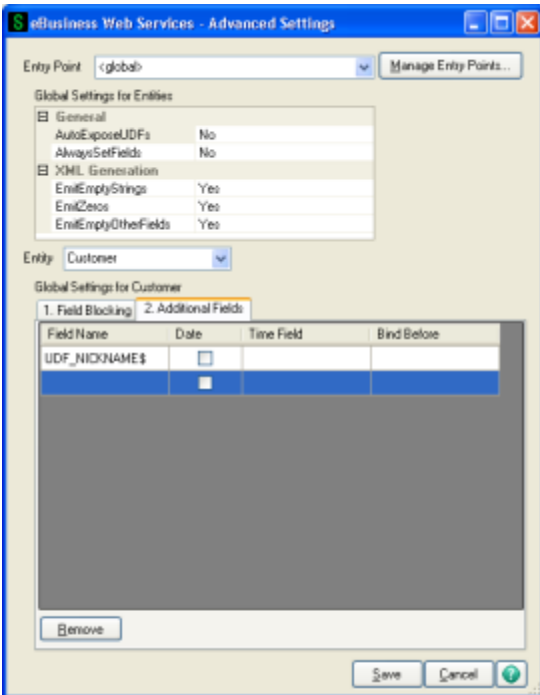 S eBusiness Web Services - Advanced Settings
Entry Point <global> Manage Entry Points...
Global Settings for Entities
General
AutoExposeUDFs No
AlwaysSetFields No
XML Generation
EmitEmptyStrings Yes
EmitZeros Yes
EmitEmptyOtherFields Yes
Entity Customer
Global Settings for Customer
1. Field Blocking 2. Additional Fields
Field Name Date Time Field Bind Before
UDF_NICKNAME$
Remove
Save Cancel ?